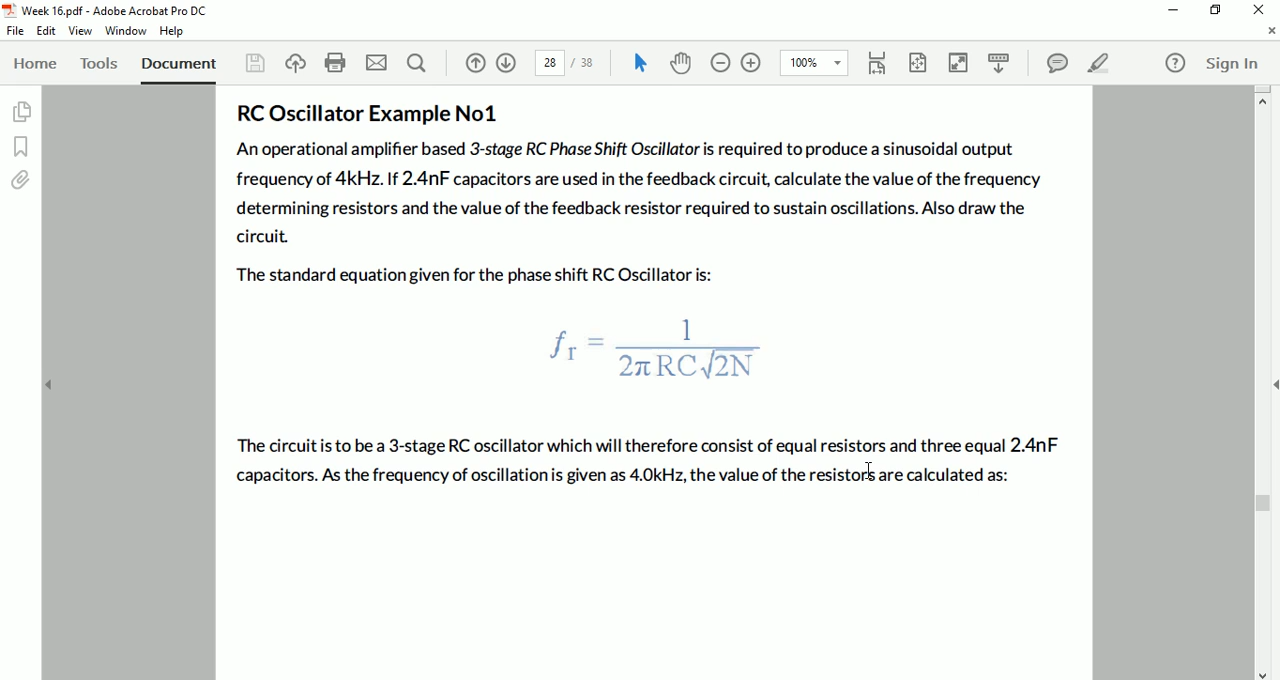 Week 16.pdf - Adobe Acrobat Pro DC
File Edit View Window Help
Home Tools Document 28 / 38 100% Sign In
RC Oscillator Example No1
An operational amplifier based 3-stage RC Phase Shift Oscillator is required to produce a sinusoidal output
frequency of 4kHz. If 2.4nF capacitors are used in the feedback circuit, calculate the value of the frequency
determining resistors and the value of the feedback resistor required to sustain oscillations. Also draw the
circuit.
The standard equation given for the phase shift RC Oscillator is:
fr = 1 / 2π RC√2N
The circuit is to be a 3-stage RC oscillator which will therefore consist of equal resistors and three equal 2.4nF
capacitors. As the frequency of oscillation is given as 4.0kHz, the value of the resistors are calculated as: